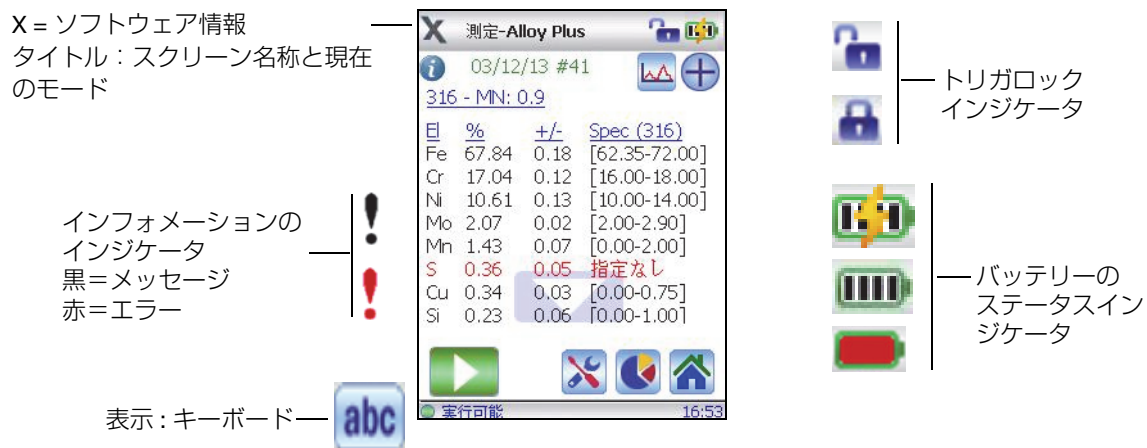 X = ソフトウェア情報
タイトル：スクリーン名称と現在
のモード
インフォメーションの
インジケータ
黒＝メッセージ
赤＝エラー
表示 : キーボード
abc
X 測定-Alloy Plus
03/12/13 #41
316 - MN: 0.9
El % +/- Spec (316)
Fe 67.84 0.18 [62.35-72.00]
Cr 17.04 0.12 [16.00-18.00]
Ni 10.61 0.13 [10.00-14.00]
Mo 2.07 0.02 [2.00-2.90]
Mn 1.43 0.07 [0.00-2.00]
S 0.36 0.05 指定なし
Cu 0.34 0.03 [0.00-0.75]
Si 0.23 0.06 [0.00-1.00]
実行可能 16:53
トリガロック
インジケータ
バッテリーの
ステータスイン
ジケータ